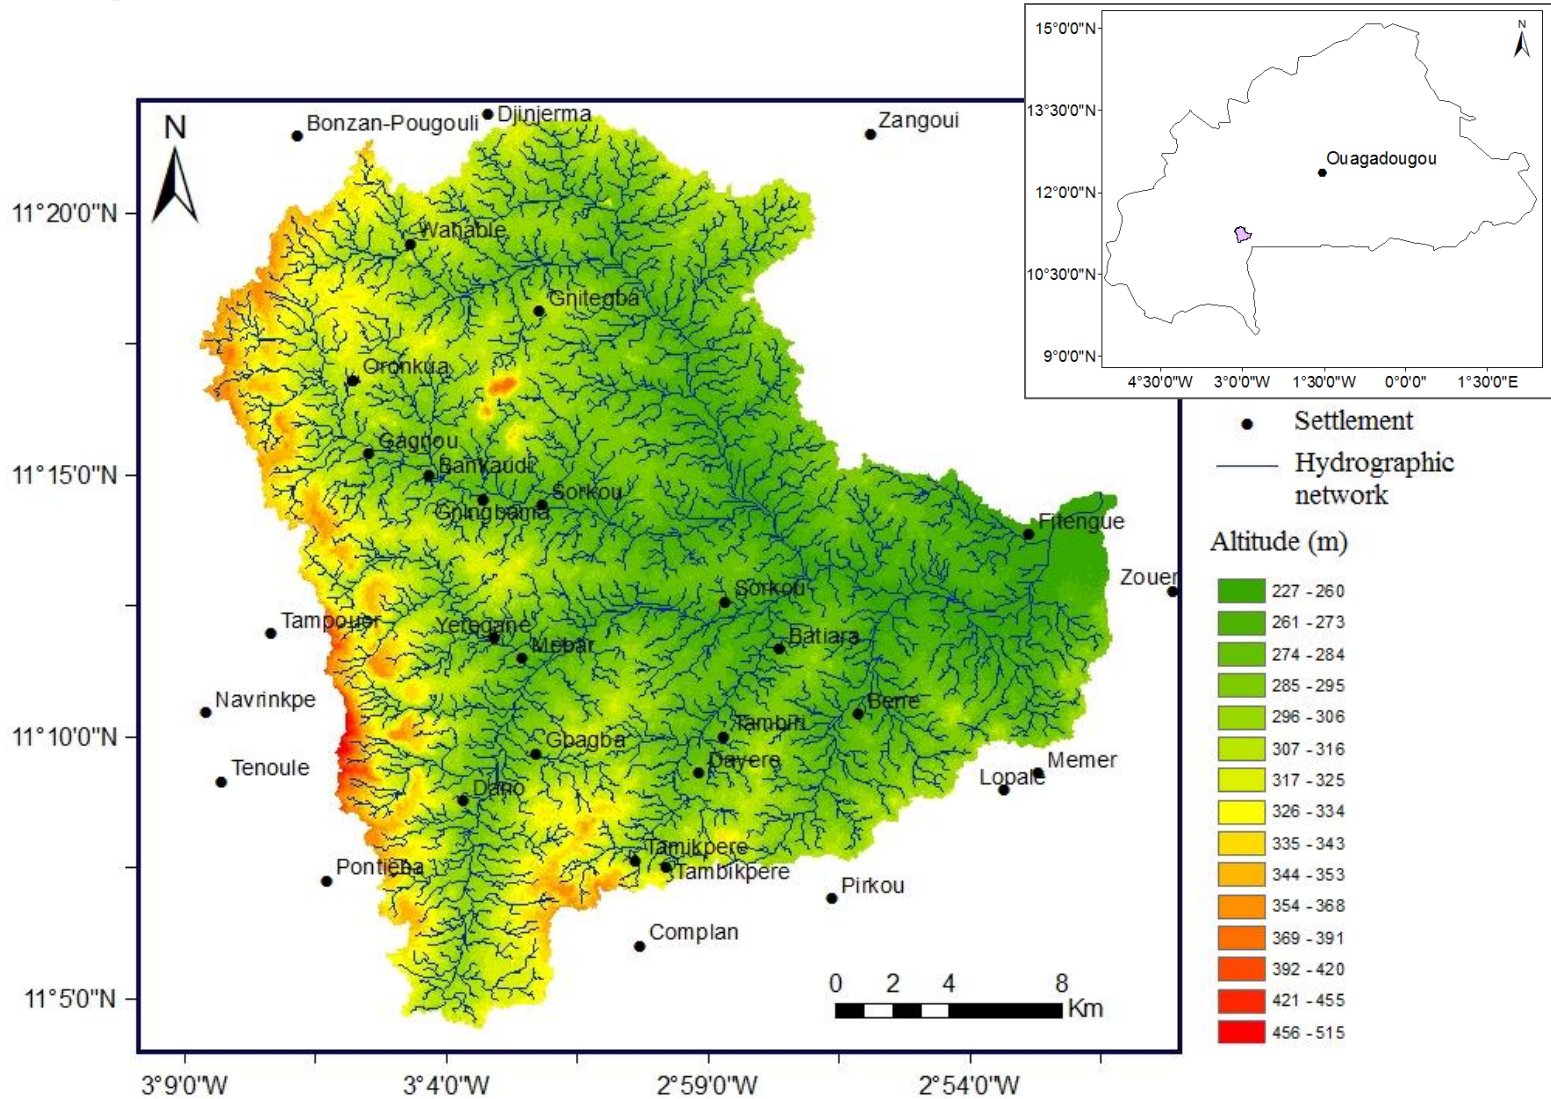 15°0'0"N
N
13°30'0"N
Ouagadougou
12°0'0"N
10°30'0"N
9°0'0"N
4°30'0"W 3°0'0"W 1°30'0"W 0°0'0" 1°30'0"E
N
Bonzan-Pougouli
Djinjerma
Zangoui
11°20'0"N
Wahable
Gnitegba
Oronkua
Gagnou
Bankaudi
11°15'0"N
Gningbama
Sorkou
Fitengue
Zouer
Sorkou
Tampouer
Yeregane
Mebar
Batiara
Navrinkpe
Berre
11°10'0"N
Tambiri
Gbagba
Dayere
Memer
Tenoule
Lopale
Dano
Tamikpere
Pontieba
Tambikpere
Pirkou
Complan
11°5'0"N
0 2 4 8
Km
3°9'0"W 3°4'0"W 2°59'0"W 2°54'0"W
Settlement
Hydrographic
network
Altitude (m)
227 - 260
261 - 273
274 - 284
285 - 295
296 - 306
307 - 316
317 - 325
326 - 334
335 - 343
344 - 353
354 - 368
369 - 391
392 - 420
421 - 455
456 - 515